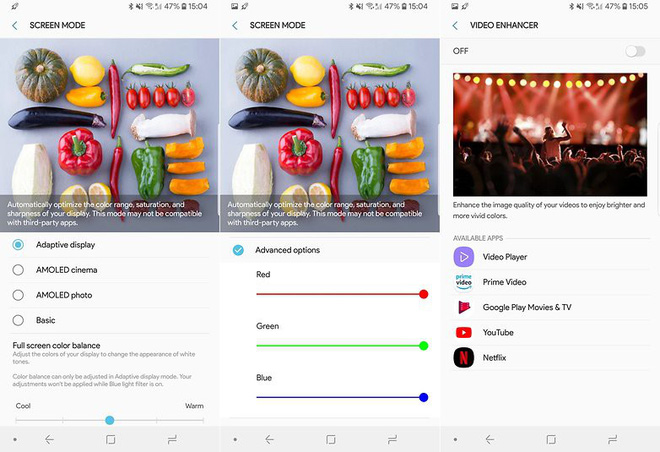 47% 15:04
SCREEN MODE
Automatically optimize the color range, saturation, and
sharpness of your display. This mode may not be compatible
with third-party apps.
Adaptive display
AMOLED cinema
AMOLED photo
Basic
Full screen color balance
Adjust the colors of your display to change the appearance of white
tones.
Color balance can only be adjusted in Adaptive display mode. Your
adjustments won't be applied while Blue light filter is on.
Cool Warm
47% 15:04
SCREEN MODE
Automatically optimize the color range, saturation, and
sharpness of your display. This mode may not be compatible
with third-party apps.
Advanced options
Red
Green
Blue
47% 15:05
VIDEO ENHANCER
OFF
Enhance the image quality of your videos to enjoy brighter and
more vivid colors.
AVAILABLE APPS
Video Player
prime
video
Prime Video
Google Play Movies & TV
YouTube
N
Netflix